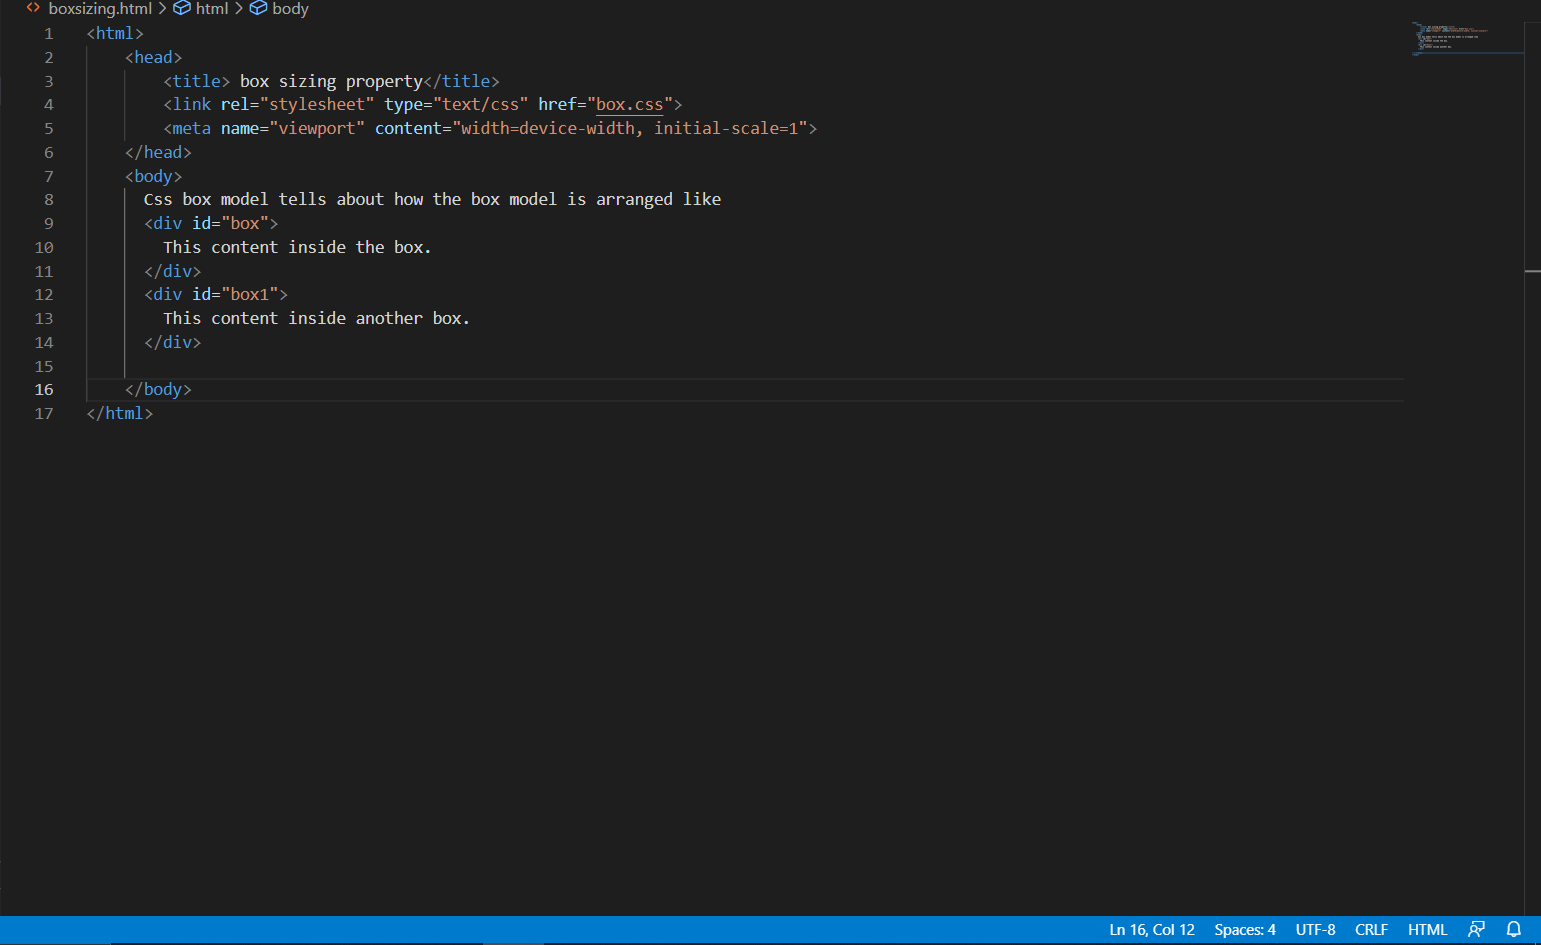 boxsizing.html > html > body
1 <html>
2 <head>
3 <title> box sizing property</title>
4 <link rel="stylesheet" type="text/css" href="box.css">
5 <meta name="viewport" content="width=device-width, initial-scale=1">
6 </head>
7 <body>
8 Css box model tells about how the box model is arranged like
9 <div id="box">
10 This content inside the box.
11 </div>
12 <div id="box1">
13 This content inside another box.
14 </div>
15
16 </body>
17 </html>
Ln 16, Col 12 Spaces: 4 UTF-8 CRLF HTML